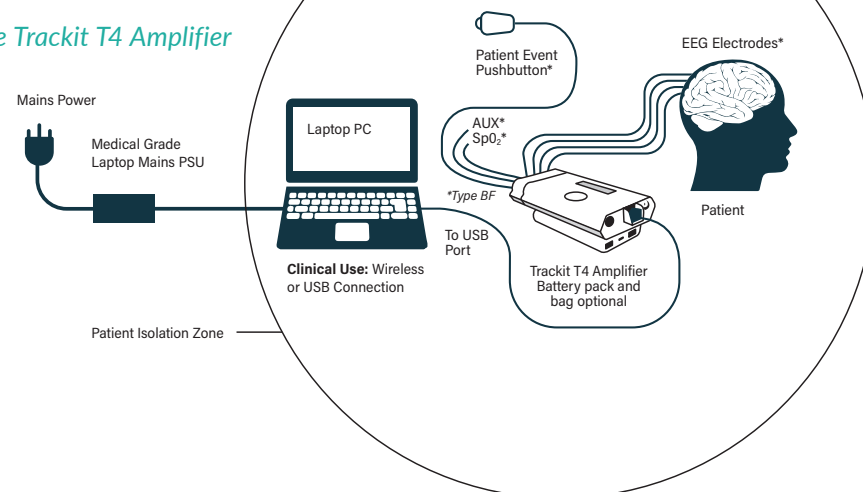 e Trackit T4 Amplifier
Mains Power
Medical Grade
Laptop Mains PSU
Laptop PC
Patient Event
Pushbutton*
EEG Electrodes*
AUX*
Sp0₂*
*Type BF
Patient
To USB
Port
Clinical Use: Wireless
or USB Connection
Trackit T4 Amplifier
Battery pack and
bag optional
Patient Isolation Zone